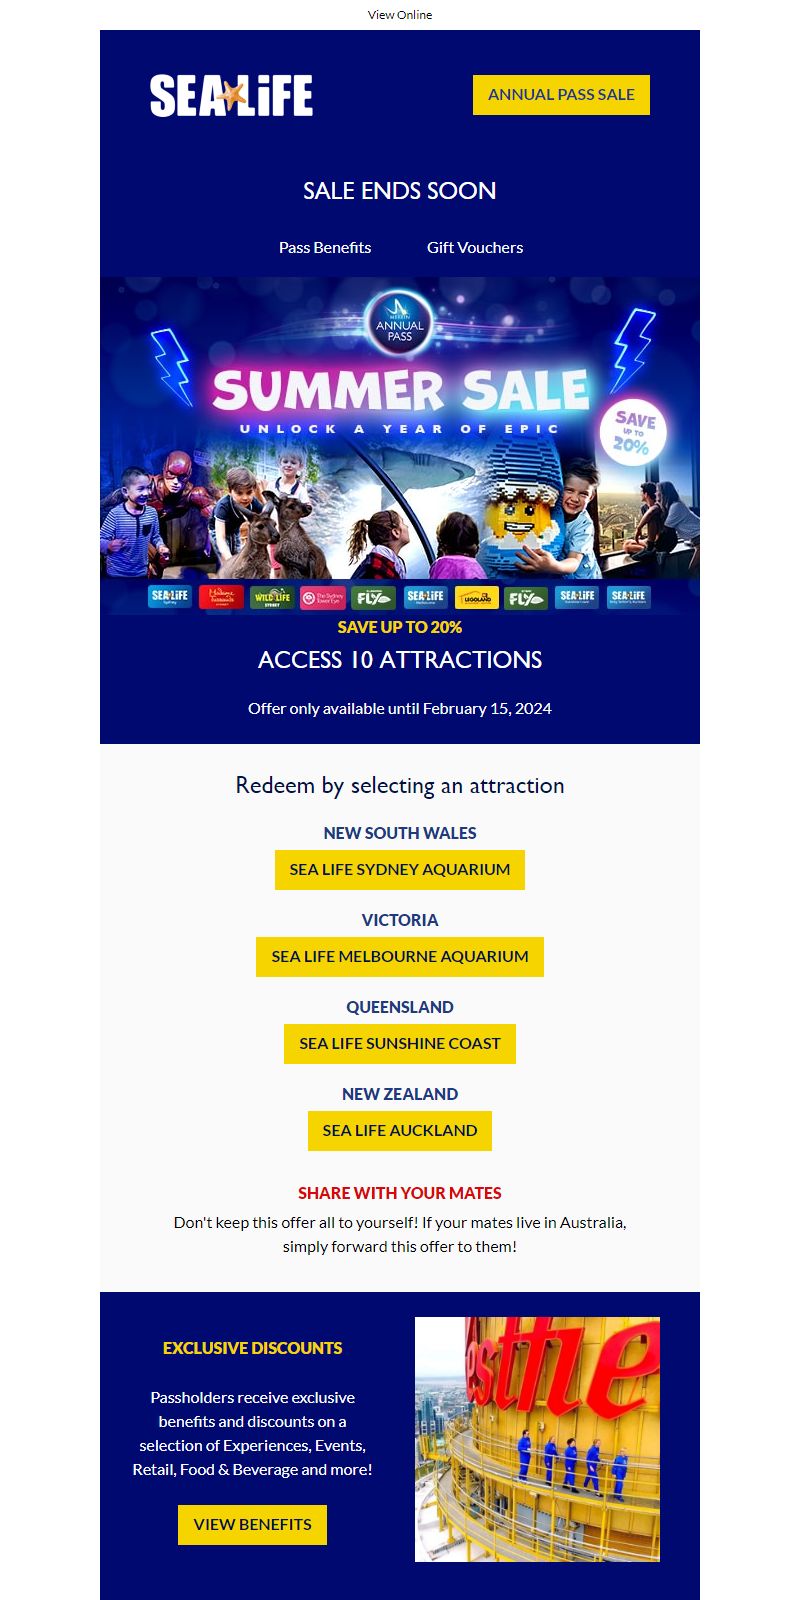 View Online
SEA LiFE
ANNUAL PASS SALE
SALE ENDS SOON
Pass Benefits
Gift Vouchers
MERLIN
ANNUAL
PASS
SUMMER SALE
UNLOCK A YEAR OF EPIC
SAVE
UP TO
20%
SEA LiFE
Sydney
Madame
Tussauds
SYDNEY
WILD LIFE
SYDNEY
The Sydney
Tower Eye
FLY
SEA LiFE
Melbourne
LEGOLAND
FLY
SEA LiFE
SEA LiFE
SAVE UP TO 20%
ACCESS 10 ATTRACTIONS
Offer only available until February 15, 2024
Redeem by selecting an attraction
NEW SOUTH WALES
SEA LIFE SYDNEY AQUARIUM
VICTORIA
SEA LIFE MELBOURNE AQUARIUM
QUEENSLAND
SEA LIFE SUNSHINE COAST
NEW ZEALAND
SEA LIFE AUCKLAND
SHARE WITH YOUR MATES
Don't keep this offer all to yourself! If your mates live in Australia,
simply forward this offer to them!
EXCLUSIVE DISCOUNTS
Passholders receive exclusive
benefits and discounts on a
selection of Experiences, Events,
Retail, Food & Beverage and more!
VIEW BENEFITS
estfie